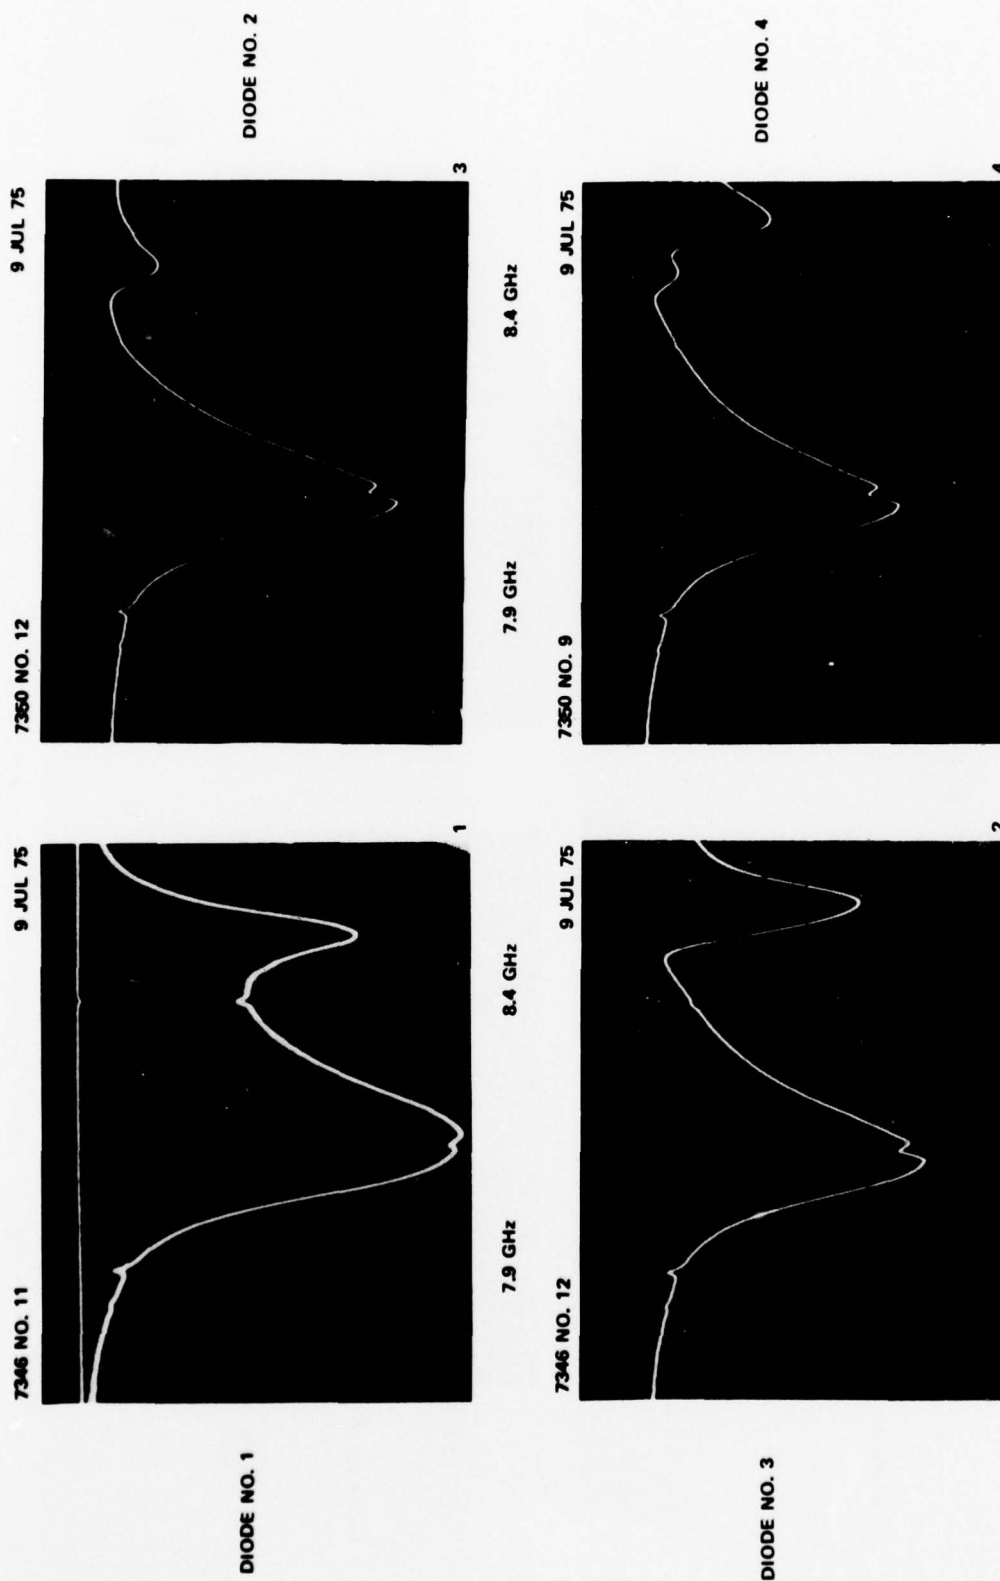 7346 NO. 11
9 JUL 75
7350 NO. 12
9 JUL 75
DIODE NO. 1
DIODE NO. 2
1
3
7.9 GHz
8.4 GHz
7.9 GHz
8.4 GHz
7346 NO. 12
9 JUL 75
7350 NO. 9
9 JUL 75
DIODE NO. 3
DIODE NO. 4
2
4